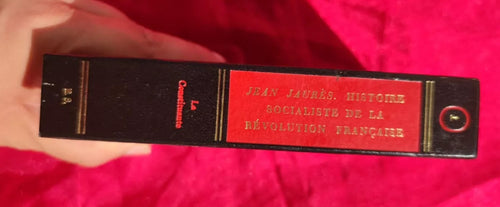 JEAN JAURÈS. HISTOIRE
SOCIALISTE DE LA
RÉVOLUTION FRANÇAISE
1
La
Constituante